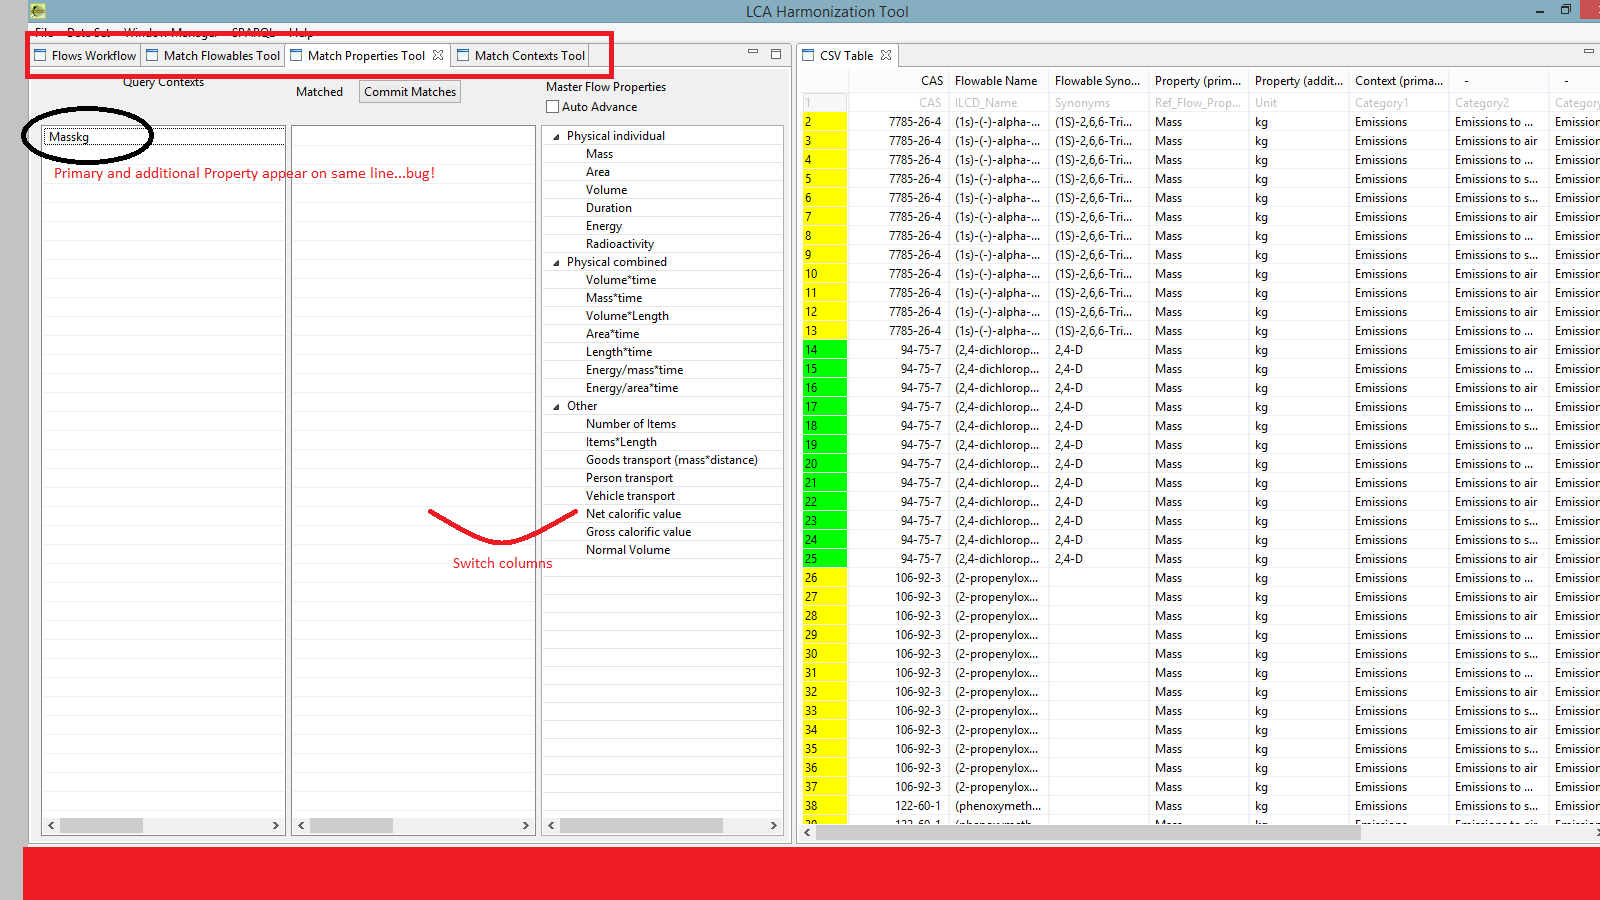 LCA Harmonization Tool
File Data Set Window Manager SPARQL Help
Flows Workflow Match Flowables Tool Match Properties Tool Match Contexts Tool
Query Contexts
Matched Commit Matches
Master Flow Properties
Auto Advance
Masskg
Primary and additional Property appear on same line...bug!
Physical individual
Mass
Area
Volume
Duration
Energy
Radioactivity
Physical combined
Volume*time
Mass*time
Volume*Length
Area*time
Length*time
Energy/mass*time
Energy/area*time
Other
Number of Items
Items*Length
Goods transport (mass*distance)
Person transport
Vehicle transport
Net calorific value
Gross calorific value
Normal Volume
Switch columns
CSV Table
CAS Flowable Name Flowable Syno... Property (prim... Property (addit... Context (prima... - -
1 CAS ILCD_Name Synonyms Ref_Flow_Prop... Unit Category1 Category2 Category
2 7785-26-4 (1s)-(-)-alpha-... (1S)-2,6,6-Tri... Mass kg Emissions Emissions to ... Emission
3 7785-26-4 (1s)-(-)-alpha-... (1S)-2,6,6-Tri... Mass kg Emissions Emissions to air Emission
4 7785-26-4 (1s)-(-)-alpha-... (1S)-2,6,6-Tri... Mass kg Emissions Emissions to ... Emission
5 7785-26-4 (1s)-(-)-alpha-... (1S)-2,6,6-Tri... Mass kg Emissions Emissions to s... Emission
6 7785-26-4 (1s)-(-)-alpha-... (1S)-2,6,6-Tri... Mass kg Emissions Emissions to s... Emission
7 7785-26-4 (1s)-(-)-alpha-... (1S)-2,6,6-Tri... Mass kg Emissions Emissions to air Emission
8 7785-26-4 (1s)-(-)-alpha-... (1S)-2,6,6-Tri... Mass kg Emissions Emissions to ... Emission
9 7785-26-4 (1s)-(-)-alpha-... (1S)-2,6,6-Tri... Mass kg Emissions Emissions to s... Emission
10 7785-26-4 (1s)-(-)-alpha-... (1S)-2,6,6-Tri... Mass kg Emissions Emissions to air Emission
11 7785-26-4 (1s)-(-)-alpha-... (1S)-2,6,6-Tri... Mass kg Emissions Emissions to air Emission
12 7785-26-4 (1s)-(-)-alpha-... (1S)-2,6,6-Tri... Mass kg Emissions Emissions to air Emission
13 7785-26-4 (1s)-(-)-alpha-... (1S)-2,6,6-Tri... Mass kg Emissions Emissions to ... Emission
14 94-75-7 (2,4-dichlorop... 2,4-D Mass kg Emissions Emissions to air Emission
15 94-75-7 (2,4-dichlorop... 2,4-D Mass kg Emissions Emissions to ... Emission
16 94-75-7 (2,4-dichlorop... 2,4-D Mass kg Emissions Emissions to air Emission
17 94-75-7 (2,4-dichlorop... 2,4-D Mass kg Emissions Emissions to ... Emission
18 94-75-7 (2,4-dichlorop... 2,4-D Mass kg Emissions Emissions to s... Emission
19 94-75-7 (2,4-dichlorop... 2,4-D Mass kg Emissions Emissions to ... Emission
20 94-75-7 (2,4-dichlorop... 2,4-D Mass kg Emissions Emissions to ... Emission
21 94-75-7 (2,4-dichlorop... 2,4-D Mass kg Emissions Emissions to air Emission
22 94-75-7 (2,4-dichlorop... 2,4-D Mass kg Emissions Emissions to air Emission
23 94-75-7 (2,4-dichlorop... 2,4-D Mass kg Emissions Emissions to s... Emission
24 94-75-7 (2,4-dichlorop... 2,4-D Mass kg Emissions Emissions to s... Emission
25 94-75-7 (2,4-dichlorop... 2,4-D Mass kg Emissions Emissions to air Emission
26 106-92-3 (2-propenylox... Mass kg Emissions Emissions to ... Emission
27 106-92-3 (2-propenylox... Mass kg Emissions Emissions to air Emission
28 106-92-3 (2-propenylox... Mass kg Emissions Emissions to air Emission
29 106-92-3 (2-propenylox... Mass kg Emissions Emissions to ... Emission
30 106-92-3 (2-propenylox... Mass kg Emissions Emissions to s... Emission
31 106-92-3 (2-propenylox... Mass kg Emissions Emissions to ... Emission
32 106-92-3 (2-propenylox... Mass kg Emissions Emissions to air Emission
33 106-92-3 (2-propenylox... Mass kg Emissions Emissions to s... Emission
34 106-92-3 (2-propenylox... Mass kg Emissions Emissions to air Emission
35 106-92-3 (2-propenylox... Mass kg Emissions Emissions to s... Emission
36 106-92-3 (2-propenylox... Mass kg Emissions Emissions to air Emission
37 106-92-3 (2-propenylox... Mass kg Emissions Emissions to ... Emission
38 122-60-1 (phenoxymeth... Mass kg Emissions Emissions to s... Emission